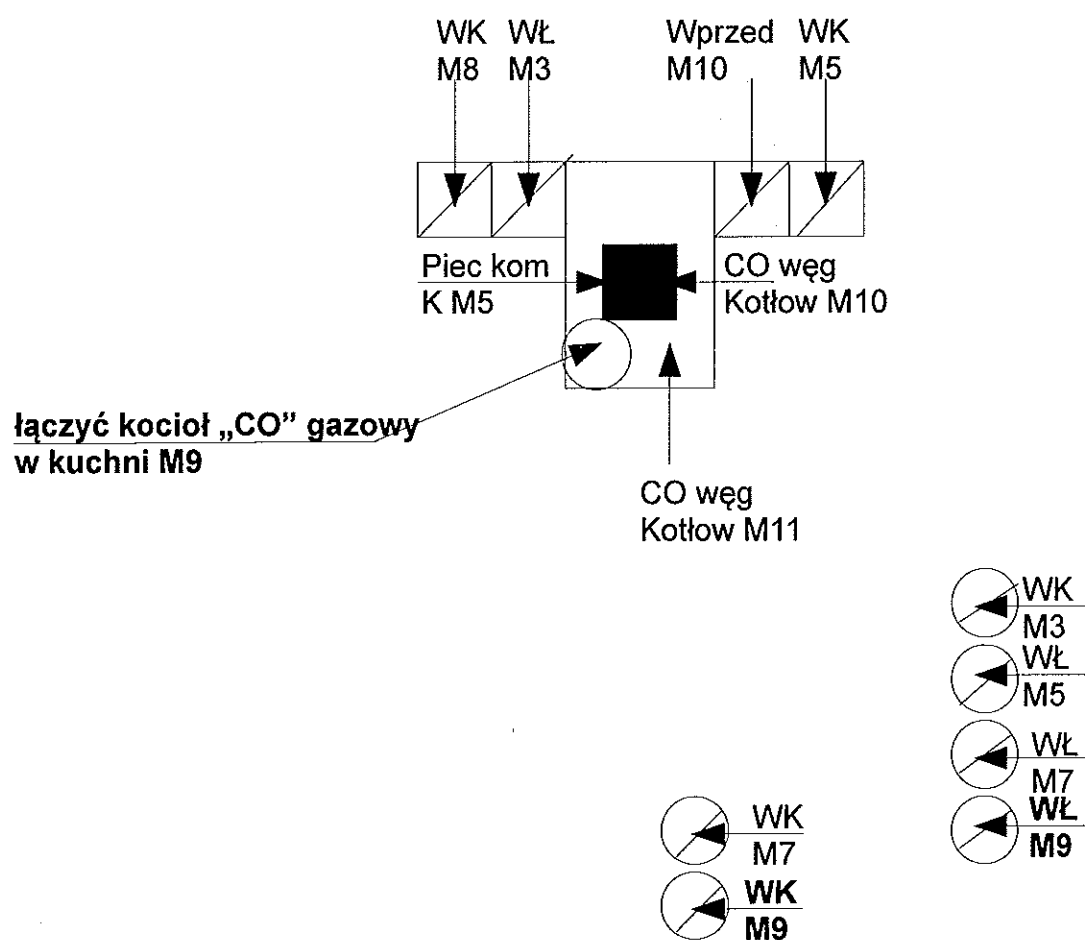 WK
M8
WŁ
M3
Wprzed
M10
WK
M5
Piec kom
K M5
CO węg
Kotłow M10
łączyć kocioł „CO” gazowy
w kuchni M9
CO węg
Kotłow M11
WK
M3
WŁ
M5
WŁ
M7
WŁ
M9
WK
M7
WK
M9